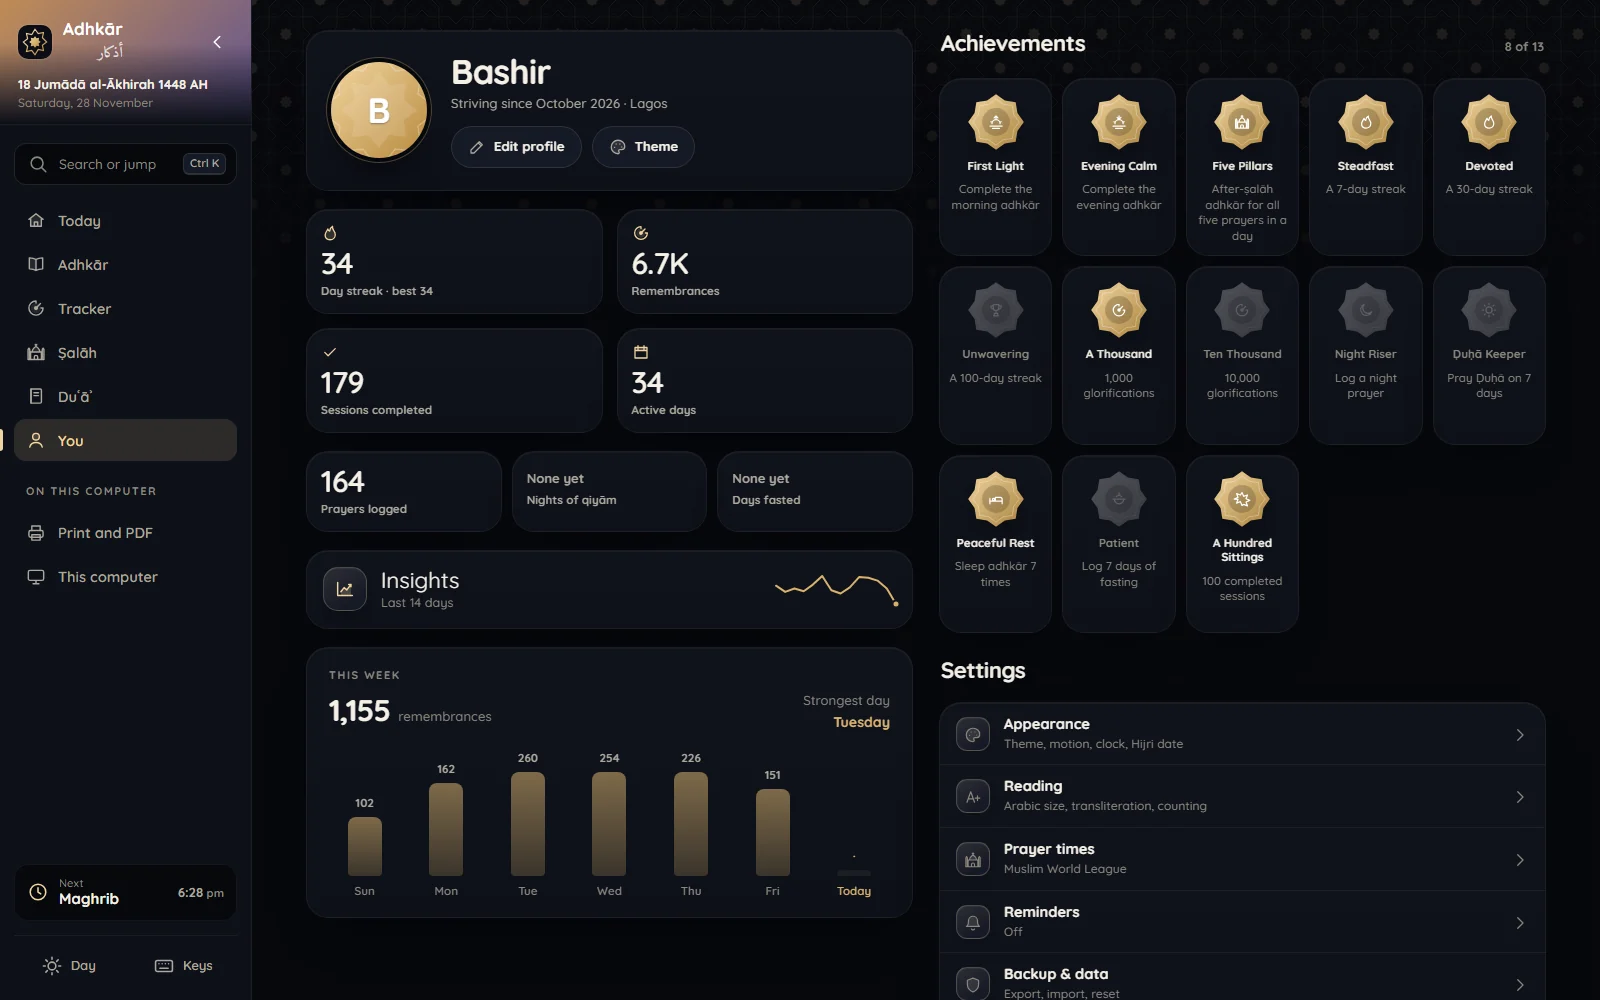 Adhkār
أذكار
18 Jumādā al-Ākhirah 1448 AH
Saturday, 28 November
Search or jump
Ctrl K
Today
Adhkār
Tracker
Ṣalāh
Duʿāʾ
You
ON THIS COMPUTER
Print and PDF
This computer
Next
Maghrib
6:28 pm
Day
Keys
B
Bashir
Striving since October 2026 · Lagos
Edit profile
Theme
34
Day streak · best 34
6.7K
Remembrances
179
Sessions completed
34
Active days
164
Prayers logged
None yet
Nights of qiyām
None yet
Days fasted
Insights
Last 14 days
THIS WEEK
1,155 remembrances
Strongest day
Tuesday
102
162
260
254
226
151
·
Sun
Mon
Tue
Wed
Thu
Fri
Today
Achievements
8 of 13
First Light
Complete the
morning adhkār
Evening Calm
Complete the
evening adhkār
Five Pillars
After-ṣalāh
adhkār for all
five prayers in a
day
Steadfast
A 7-day streak
Devoted
A 30-day streak
Unwavering
A 100-day streak
A Thousand
1,000
glorifications
Ten Thousand
10,000
glorifications
Night Riser
Log a night
prayer
Ḍuḥā Keeper
Pray Ḍuḥā on 7
days
Peaceful Rest
Sleep adhkār 7
times
Patient
Log 7 days of
fasting
A Hundred
Sittings
100 completed
sessions
Settings
Appearance
Theme, motion, clock, Hijri date
A+
Reading
Arabic size, transliteration, counting
Prayer times
Muslim World League
Reminders
Off
Backup & data
Export, import, reset